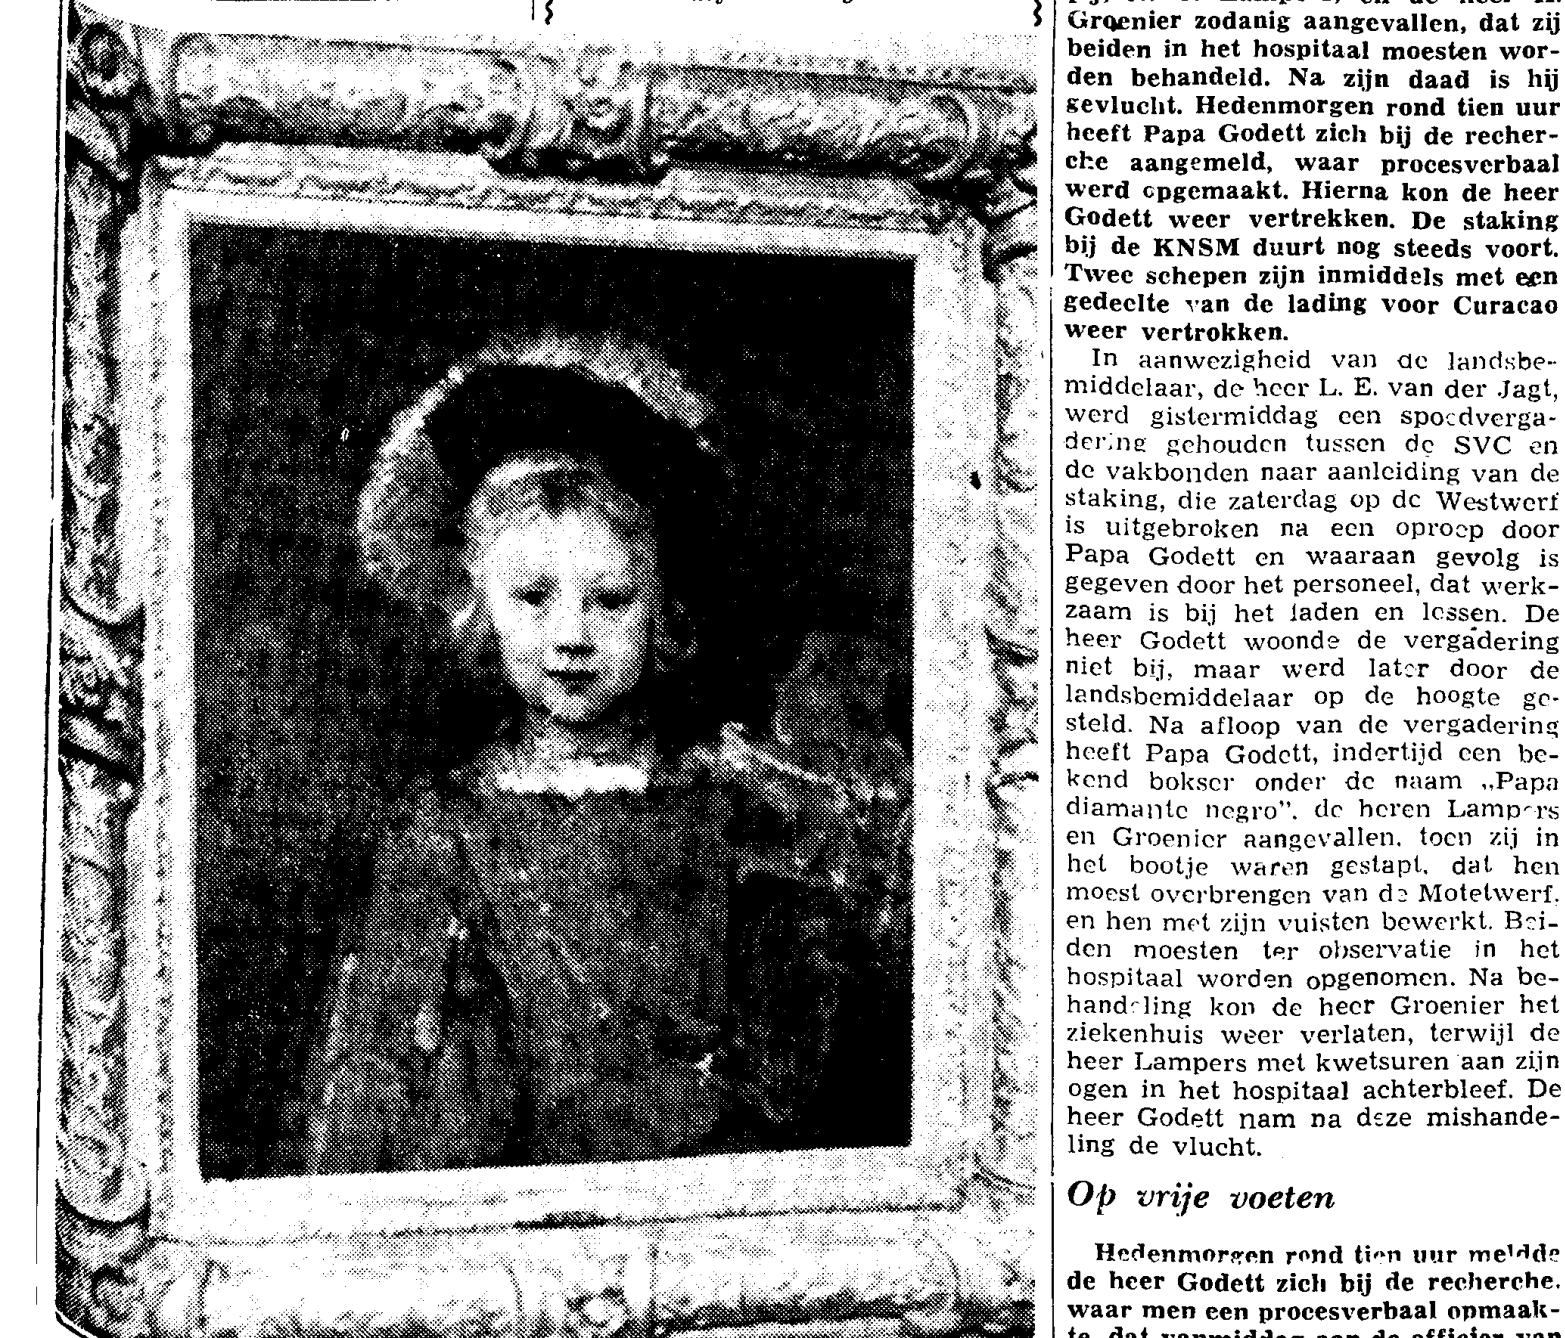 Groenier zodanig aangevallen, dat zij
beiden in het hospitaal moesten wor-
den behandeld. Na zijn daad is hij
gevlucht. Hedenmorgen rond tien uur
heeft Papa Godett zich bij de recher-
che aangemeld, waar procesverbaal
werd opgemaakt. Hierna kon de heer
Godett weer vertrekken. De staking
bij de KNSM duurt nog steeds voort.
Twee schepen zijn inmiddels met een
gedeelte van de lading voor Curacao
weer vertrokken.
In aanwezigheid van de landsbe-
middelaar, de heer L. E. van der Jagt,
werd gistermiddag een spoedverga-
dering gehouden tussen de SVC en
de vakbonden naar aanleiding van de
staking, die zaterdag op de Westwerf
is uitgebroken na een oproep door
Papa Godett en waaraan gevolg is
gegeven door het personeel, dat werk-
zaam is bij het laden en lossen. De
heer Godett woonde de vergadering
niet bij, maar werd later door de
landsbemiddelaar op de hoogte ge-
steld. Na afloop van de vergadering
heeft Papa Godett, indertijd een be-
kend bokser onder de naam „Papa
diamante negro”, de heren Lampers
en Groenier aangevallen, toen zij in
het bootje waren gestapt, dat hen
moest overbrengen van de Motetwerf,
en hen met zijn vuisten bewerkt. Bei-
den moesten ter observatie in het
hospitaal worden opgenomen. Na be-
handeling kon de heer Groenier het
ziekenhuis weer verlaten, terwijl de
heer Lampers met kwetsuren aan zijn
ogen in het hospitaal achterbleef. De
heer Godett nam na deze mishande-
ling de vlucht.
Op vrije voeten
Hedenmorgen rond tien uur meldde
de heer Godett zich bij de recherche,
waar men een procesverbaal opmaak-